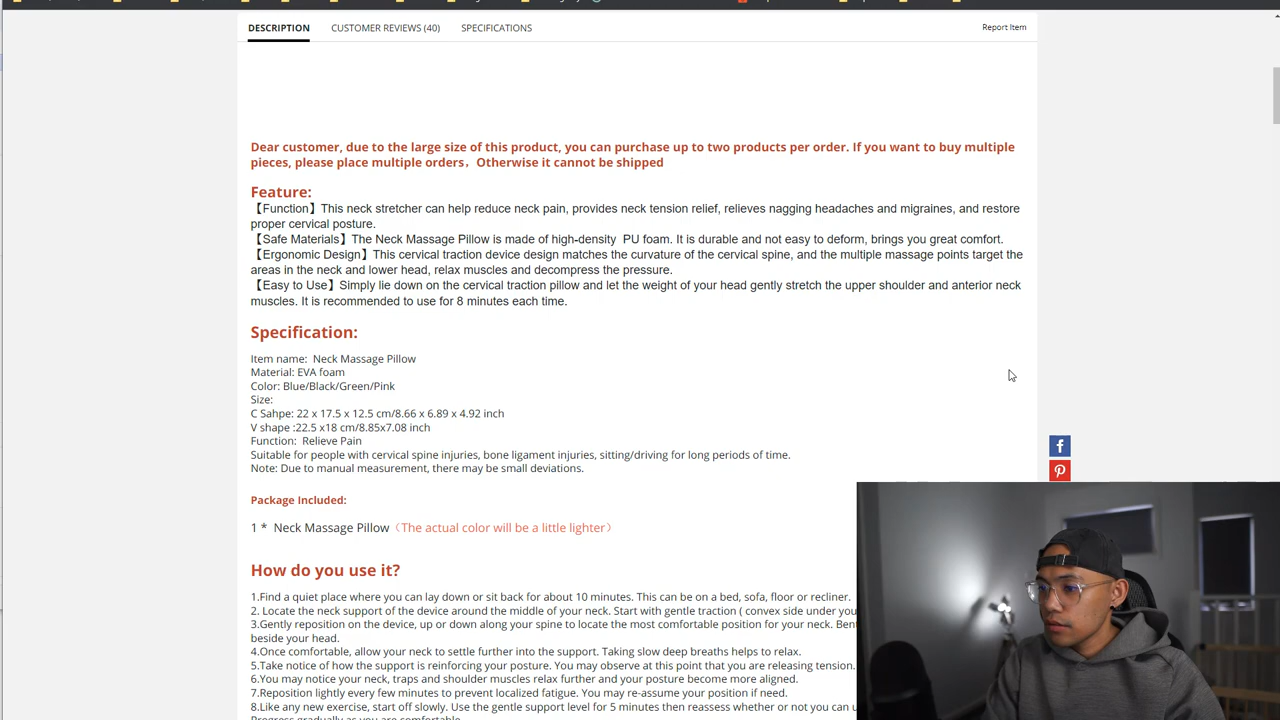 DESCRIPTION CUSTOMER REVIEWS (40) SPECIFICATIONS Report Item
Dear customer, due to the large size of this product, you can purchase up to two products per order. If you want to buy multiple
pieces, please place multiple orders，Otherwise it cannot be shipped
Feature:
【Function】This neck stretcher can help reduce neck pain, provides neck tension relief, relieves nagging headaches and migraines, and restore
proper cervical posture.
【Safe Materials】The Neck Massage Pillow is made of high-density PU foam. It is durable and not easy to deform, brings you great comfort.
【Ergonomic Design】This cervical traction device design matches the curvature of the cervical spine, and the multiple massage points target the
areas in the neck and lower head, relax muscles and decompress the pressure.
【Easy to Use】Simply lie down on the cervical traction pillow and let the weight of your head gently stretch the upper shoulder and anterior neck
muscles. It is recommended to use for 8 minutes each time.
Specification:
Item name: Neck Massage Pillow
Material: EVA foam
Color: Blue/Black/Green/Pink
Size:
C Sahpe: 22 x 17.5 x 12.5 cm/8.66 x 6.89 x 4.92 inch
V shape :22.5 x18 cm/8.85x7.08 inch
Function: Relieve Pain
Suitable for people with cervical spine injuries, bone ligament injuries, sitting/driving for long periods of time.
Note: Due to manual measurement, there may be small deviations.
Package Included:
1 * Neck Massage Pillow（The actual color will be a little lighter）
How do you use it?
1.Find a quiet place where you can lay down or sit back for about 10 minutes. This can be on a bed, sofa, floor or recliner.
2. Locate the neck support of the device around the middle of your neck. Start with gentle traction ( convex side under you
3.Gently reposition on the device, up or down along your spine to locate the most comfortable position for your neck.
beside your head.
4.Once comfortable, allow your neck to settle further into the support. Taking slow deep breaths helps to relax.
5.Take notice of how the support is reinforcing your posture. You may observe at this point that you are releasing tension.
6.You may notice your neck, traps and shoulder muscles relax further and your posture become more aligned.
7.Reposition lightly every few minutes to prevent localized fatigue. You may re-assume your position if need.
8.Like any new exercise, start off slowly. Use the gentle support level for 5 minutes then reassess whether or not you can u
Progress gradually as you are comfortable